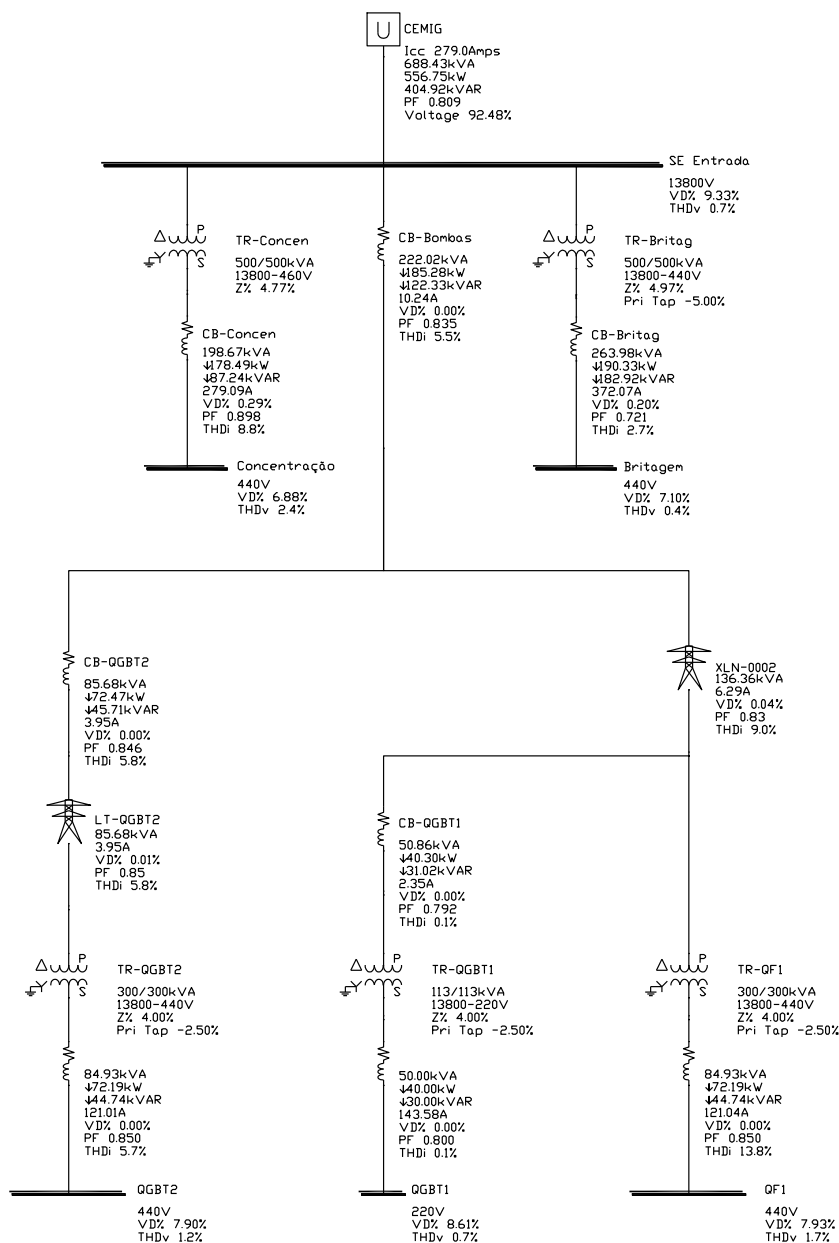 U
CEMIG
Icc 279.0Amps
688.43kVA
556.75kW
404.92kVAR
PF 0.809
Voltage 92.48%
SE Entrada
13800V
VD% 9.33%
THDv 0.7%
Δ P
Y S
TR-Concen
500/500kVA
13800-460V
Z% 4.77%
CB-Bombas
222.02kVA
↓185.28kW
↓122.33kVAR
10.24A
VD% 0.00%
PF 0.835
THDi 5.5%
Δ P
Y S
TR-Britag
500/500kVA
13800-440V
Z% 4.97%
Pri Tap -5.00%
CB-Concen
198.67kVA
↓178.49kW
↓87.24kVAR
279.09A
VD% 0.29%
PF 0.898
THDi 8.8%
CB-Britag
263.98kVA
↓190.33kW
↓182.92kVAR
372.07A
VD% 0.20%
PF 0.721
THDi 2.7%
Concentração
440V
VD% 6.88%
THDv 2.4%
Britagem
440V
VD% 7.10%
THDv 0.4%
CB-QGBT2
85.68kVA
↓72.47kW
↓45.71kVAR
3.95A
VD% 0.00%
PF 0.846
THDi 5.8%
XLN-0002
136.36kVA
6.29A
VD% 0.04%
PF 0.83
THDi 9.0%
LT-QGBT2
85.68kVA
3.95A
VD% 0.01%
PF 0.85
THDi 5.8%
CB-QGBT1
50.86kVA
↓40.30kW
↓31.02kVAR
2.35A
VD% 0.00%
PF 0.792
THDi 0.1%
Δ P
Y S
TR-QGBT2
300/300kVA
13800-440V
Z% 4.00%
Pri Tap -2.50%
Δ P
Y S
TR-QGBT1
113/113kVA
13800-220V
Z% 4.00%
Pri Tap -2.50%
Δ P
Y S
TR-QF1
300/300kVA
13800-440V
Z% 4.00%
Pri Tap -2.50%
84.93kVA
↓72.19kW
↓44.74kVAR
121.01A
VD% 0.00%
PF 0.850
THDi 5.7%
50.00kVA
↓40.00kW
↓30.00kVAR
143.58A
VD% 0.00%
PF 0.800
THDi 0.1%
84.93kVA
↓72.19kW
↓44.74kVAR
121.04A
VD% 0.00%
PF 0.850
THDi 13.8%
QGBT2
440V
VD% 7.90%
THDv 1.2%
QGBT1
220V
VD% 8.61%
THDv 0.7%
QF1
440V
VD% 7.93%
THDv 1.7%